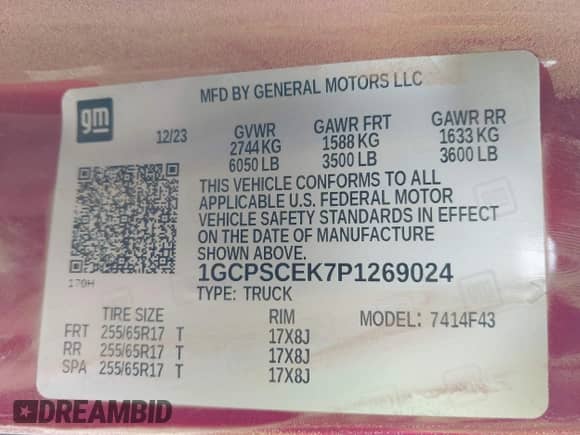 MFD BY GENERAL MOTORS LLC
gm
12/23 GVWR GAWR FRT GAWR RR
2744 KG 1588 KG 1633 KG
6050 LB 3500 LB 3600 LB
THIS VEHICLE CONFORMS TO ALL
APPLICABLE U.S. FEDERAL MOTOR
VEHICLE SAFETY STANDARDS IN EFFECT
ON THE DATE OF MANUFACTURE
SHOWN ABOVE.
1GCPSCEK7P1269024
170H
TYPE: TRUCK
TIRE SIZE RIM MODEL: 7414F43
FRT 255/65R17 T 17X8J
RR 255/65R17 T 17X8J
SPA 255/65R17 T 17X8J
DREAMBID